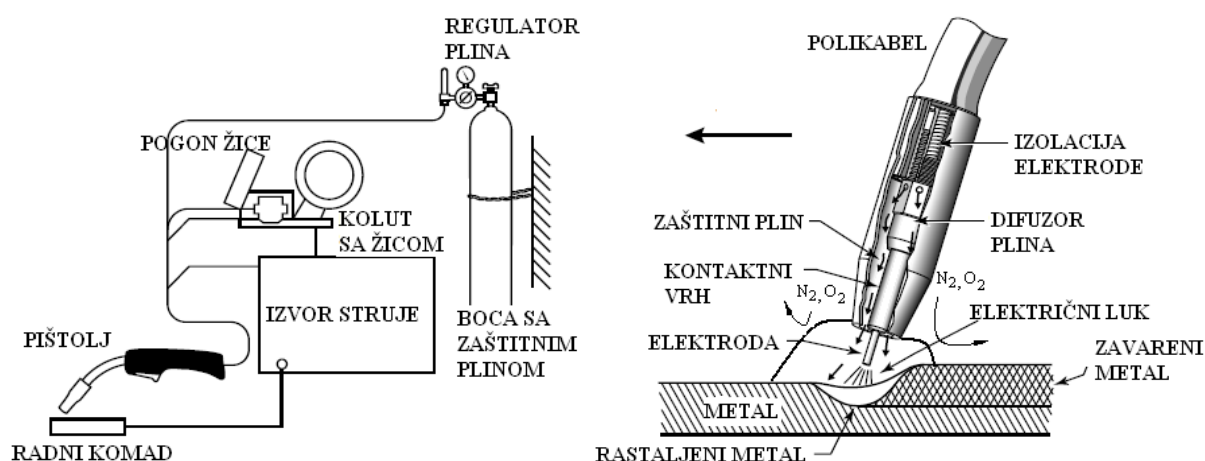 REGULATOR
PLINA
POGON ŽICE
KOLUT
SA ŽICOM
IZVOR STRUJE
BOCA SA
ZAŠTITNIM
PLINOM
PIŠTOLJ
RADNI KOMAD
POLIKABEL
IZOLACIJA
ELEKTRODE
ZAŠTITNI PLIN
DIFUZOR
PLINA
KONTAKTNI
VRH
N₂,O₂
N₂,O₂
ELEKTRIČNI LUK
ELEKTRODA
ZAVARENI
METAL
METAL
RASTALJENI METAL